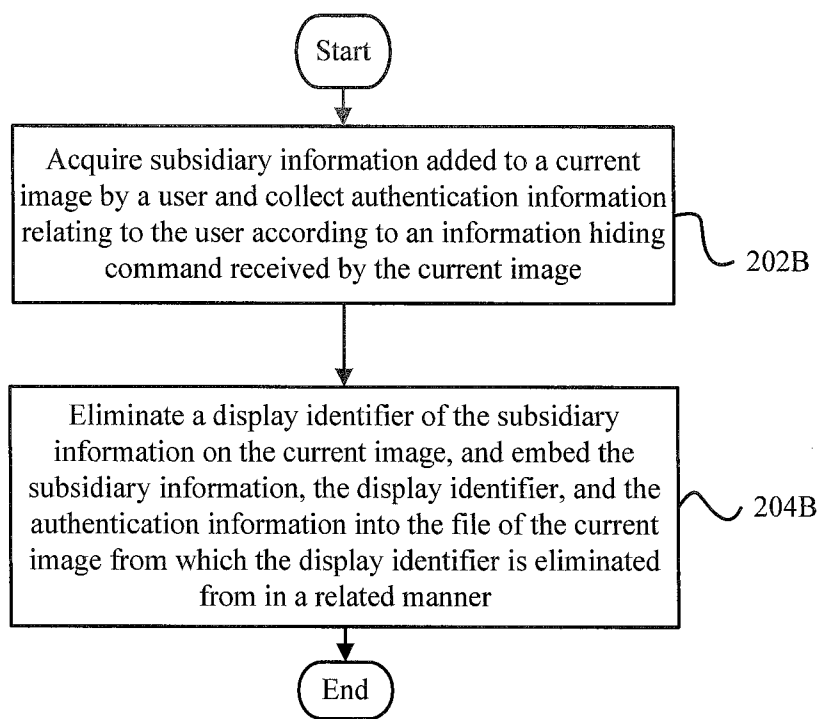 Start
Acquire subsidiary information added to a current
image by a user and collect authentication information
relating to the user according to an information hiding
command received by the current image
202B
Eliminate a display identifier of the subsidiary
information on the current image, and embed the
subsidiary information, the display identifier, and the
authentication information into the file of the current
image from which the display identifier is eliminated
from in a related manner
204B
End